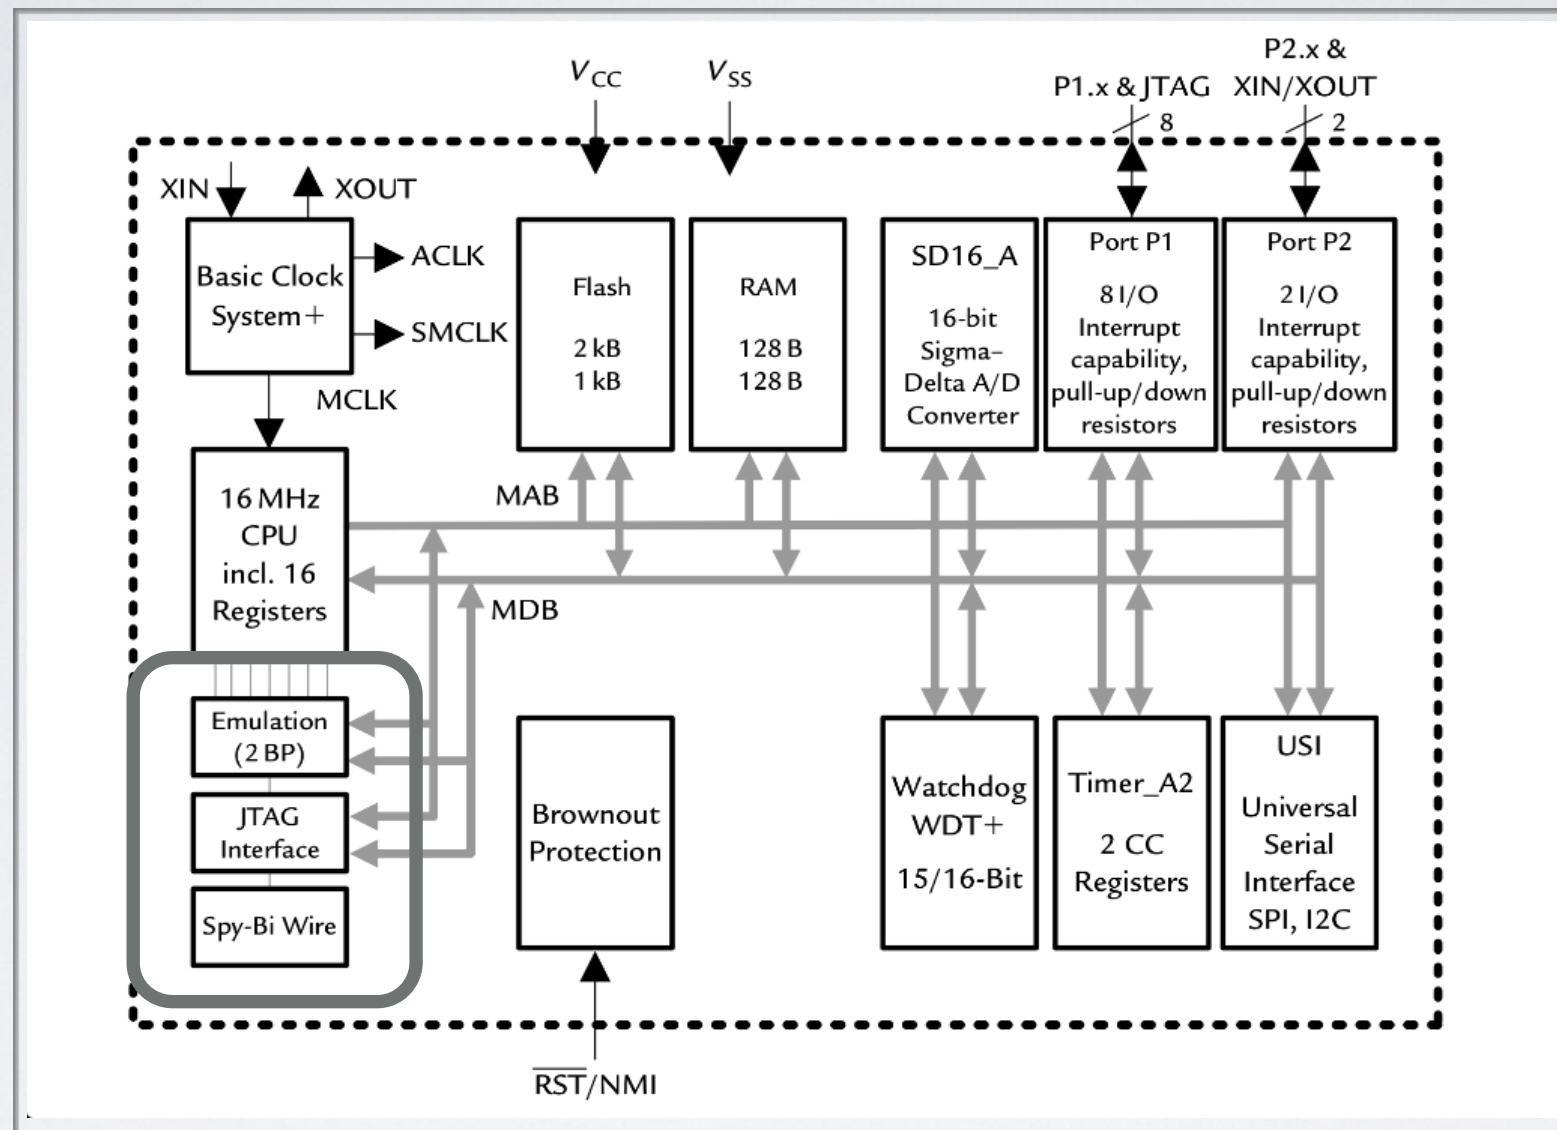 VCC
VSS
P1.x & JTAG
8
P2.x &
XIN/XOUT
2
XIN
XOUT
Basic Clock
System+
ACLK
SMCLK
MCLK
Flash
2 kB
1 kB
RAM
128 B
128 B
SD16_A
16-bit
Sigma–
Delta A/D
Converter
Port P1
8 I/O
Interrupt
capability,
pull-up/down
resistors
Port P2
2 I/O
Interrupt
capability,
pull-up/down
resistors
16 MHz
CPU
incl. 16
Registers
MAB
MDB
Emulation
(2 BP)
JTAG
Interface
Spy-Bi Wire
Brownout
Protection
Watchdog
WDT+
15/16-Bit
Timer_A2
2 CC
Registers
USI
Universal
Serial
Interface
SPI, I2C
RST/NMI